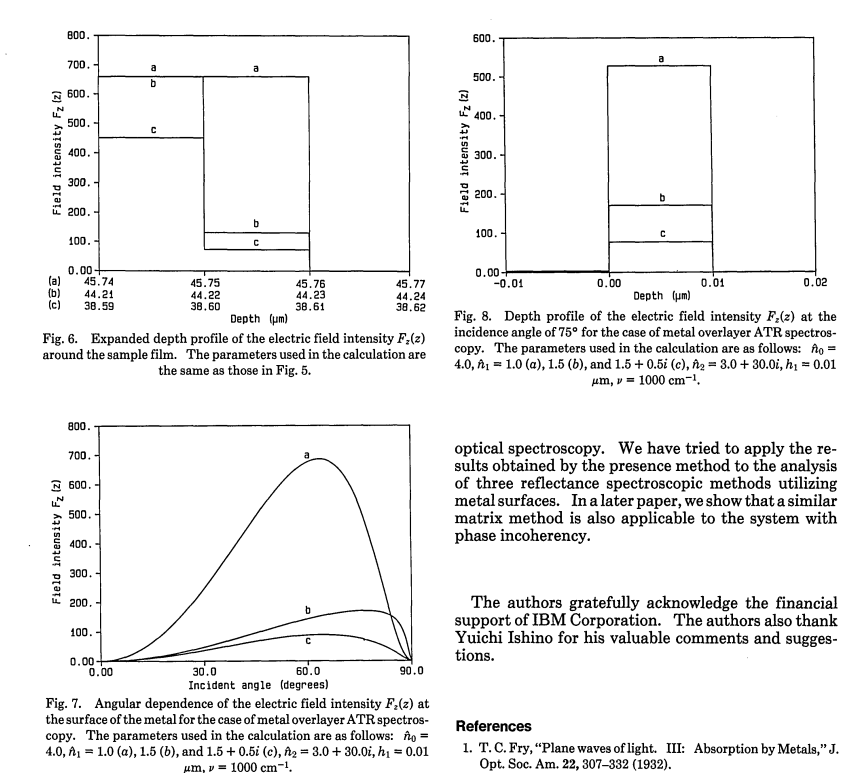 800.
700.
600.
500.
400.
300.
200.
100.
0.00
Field intensity Fz(z)
a
a
b
c
b
c
(a) 45.74 45.75 45.76 45.77
(b) 44.21 44.22 44.23 44.24
(c) 38.59 38.60 38.61 38.62
Depth (μm)
Fig. 6. Expanded depth profile of the electric field intensity Fz(z)
around the sample film. The parameters used in the calculation are
the same as those in Fig. 5.
800.
700.
600.
500.
400.
300.
200.
100.
0.00
Field intensity Fz(z)
a
b
c
0.00 30.0 60.0 90.0
Incident angle (degrees)
Fig. 7. Angular dependence of the electric field intensity Fz(z) at
the surface of the metal for the case of metal overlayer ATR spectros-
copy. The parameters used in the calculation are as follows: n̂0 =
4.0, n̂1 = 1.0 (a), 1.5 (b), and 1.5 + 0.5i (c), n̂2 = 3.0 + 30.0i, h1 = 0.01
μm, ν = 1000 cm−1.
600.
500.
400.
300.
200.
100.
0.00
Field intensity Fz(z)
a
b
c
-0.01 0.00 0.01 0.02
Depth (μm)
Fig. 8. Depth profile of the electric field intensity Fz(z) at the
incidence angle of 75° for the case of metal overlayer ATR spectros-
copy. The parameters used in the calculation are as follows: n̂0 =
4.0, n̂1 = 1.0 (a), 1.5 (b), and 1.5 + 0.5i (c), n̂2 = 3.0 + 30.0i, h1 = 0.01
μm, ν = 1000 cm−1.
optical spectroscopy. We have tried to apply the re-
sults obtained by the presence method to the analysis
of three reflectance spectroscopic methods utilizing
metal surfaces. In a later paper, we show that a similar
matrix method is also applicable to the system with
phase incoherency.
The authors gratefully acknowledge the financial
support of IBM Corporation. The authors also thank
Yuichi Ishino for his valuable comments and sugges-
tions.
References
1. T. C. Fry, "Plane waves of light. III: Absorption by Metals," J.
Opt. Soc. Am. 22, 307–332 (1932).